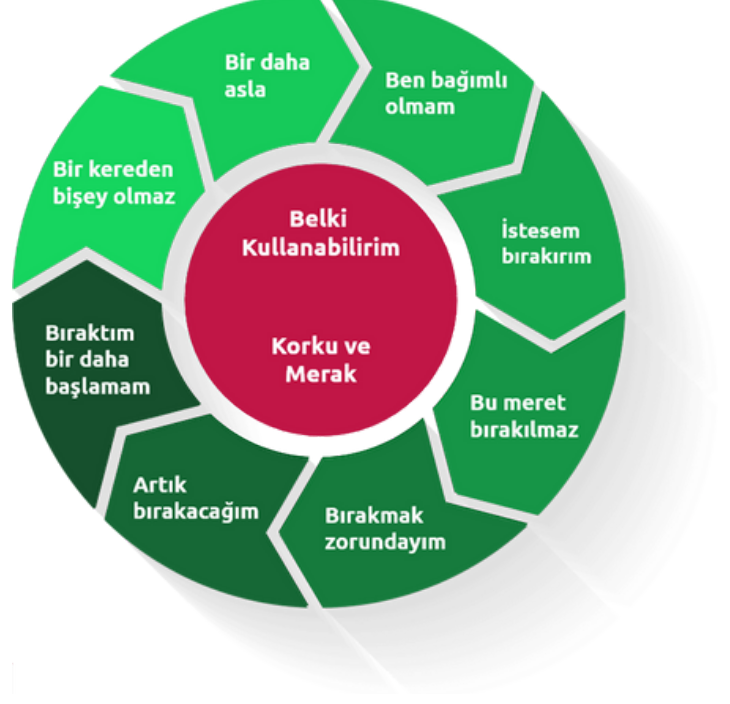 Belki
Kullanabilirim
Korku ve
Merak
Bir kereden
bişey olmaz
Bir daha
asla
Ben bağımlı
olmam
İstesem
bırakırım
Bu meret
bırakılmaz
Bırakmak
zorundayım
Artık
bırakacağım
Bıraktım
bir daha
başlamam